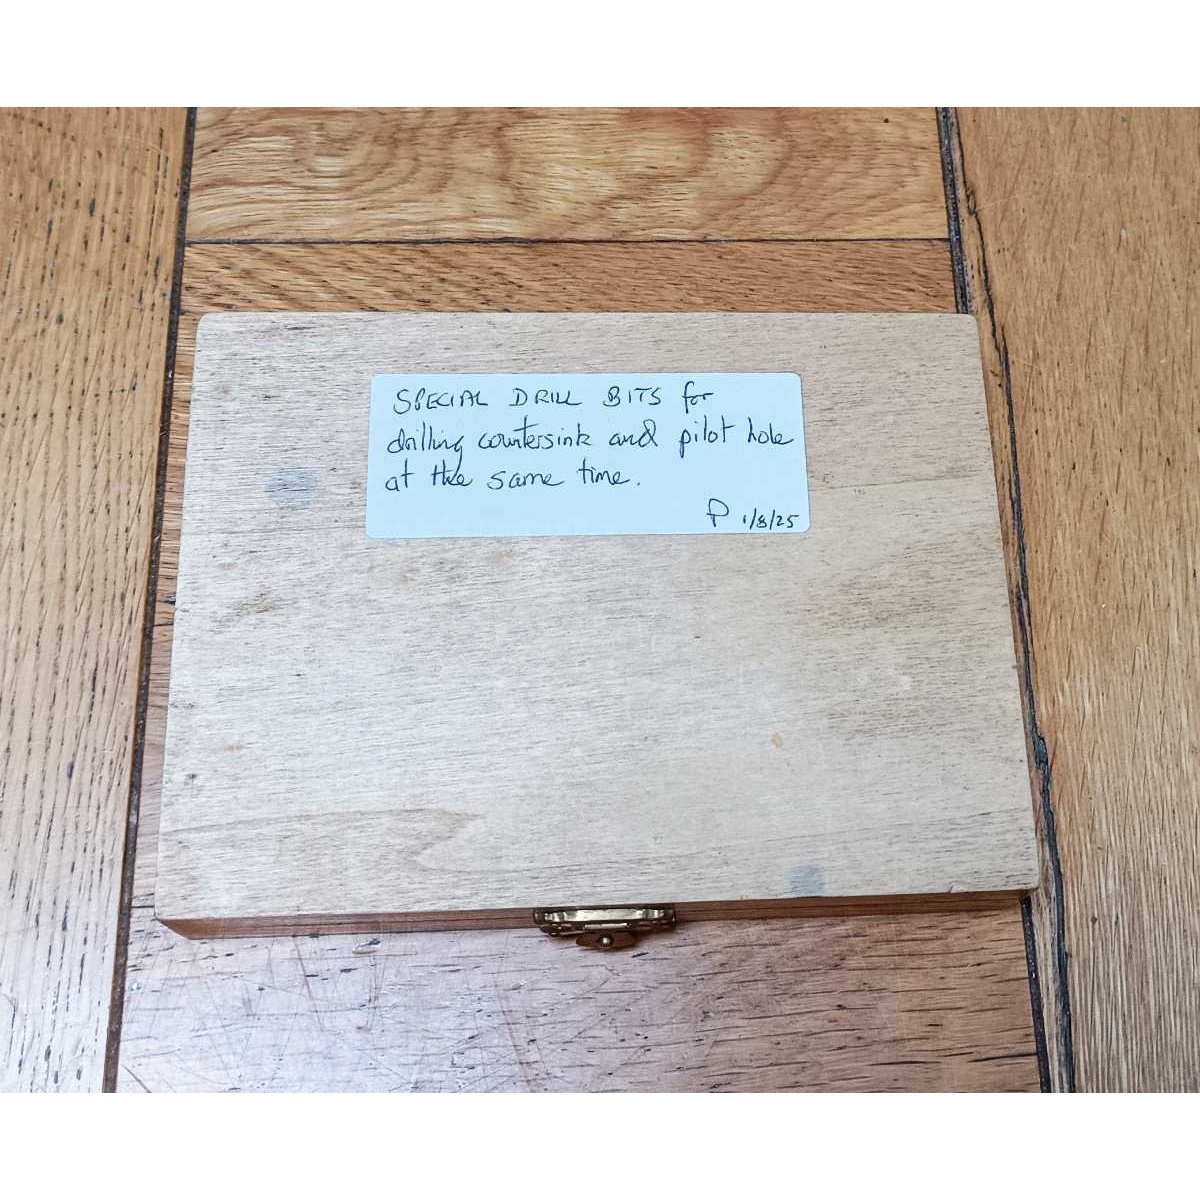 SPECIAL DRILL BITS for
drilling countersink and pilot hole
at the same time.
P 1/8/25